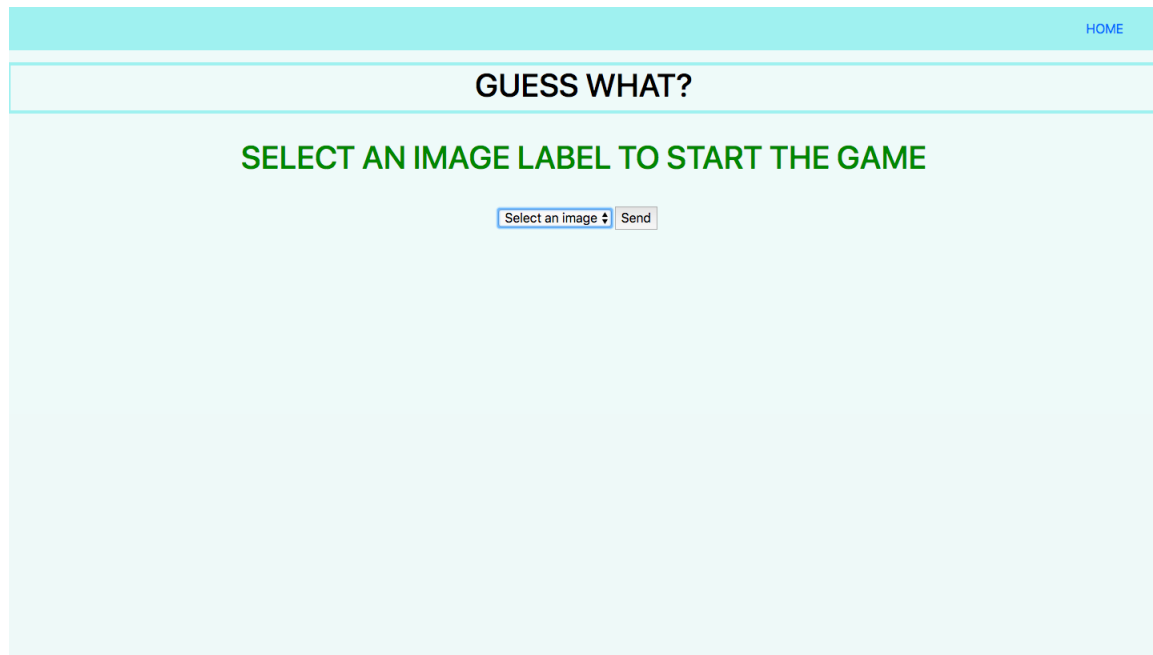 HOME
GUESS WHAT?
SELECT AN IMAGE LABEL TO START THE GAME
Select an image Send